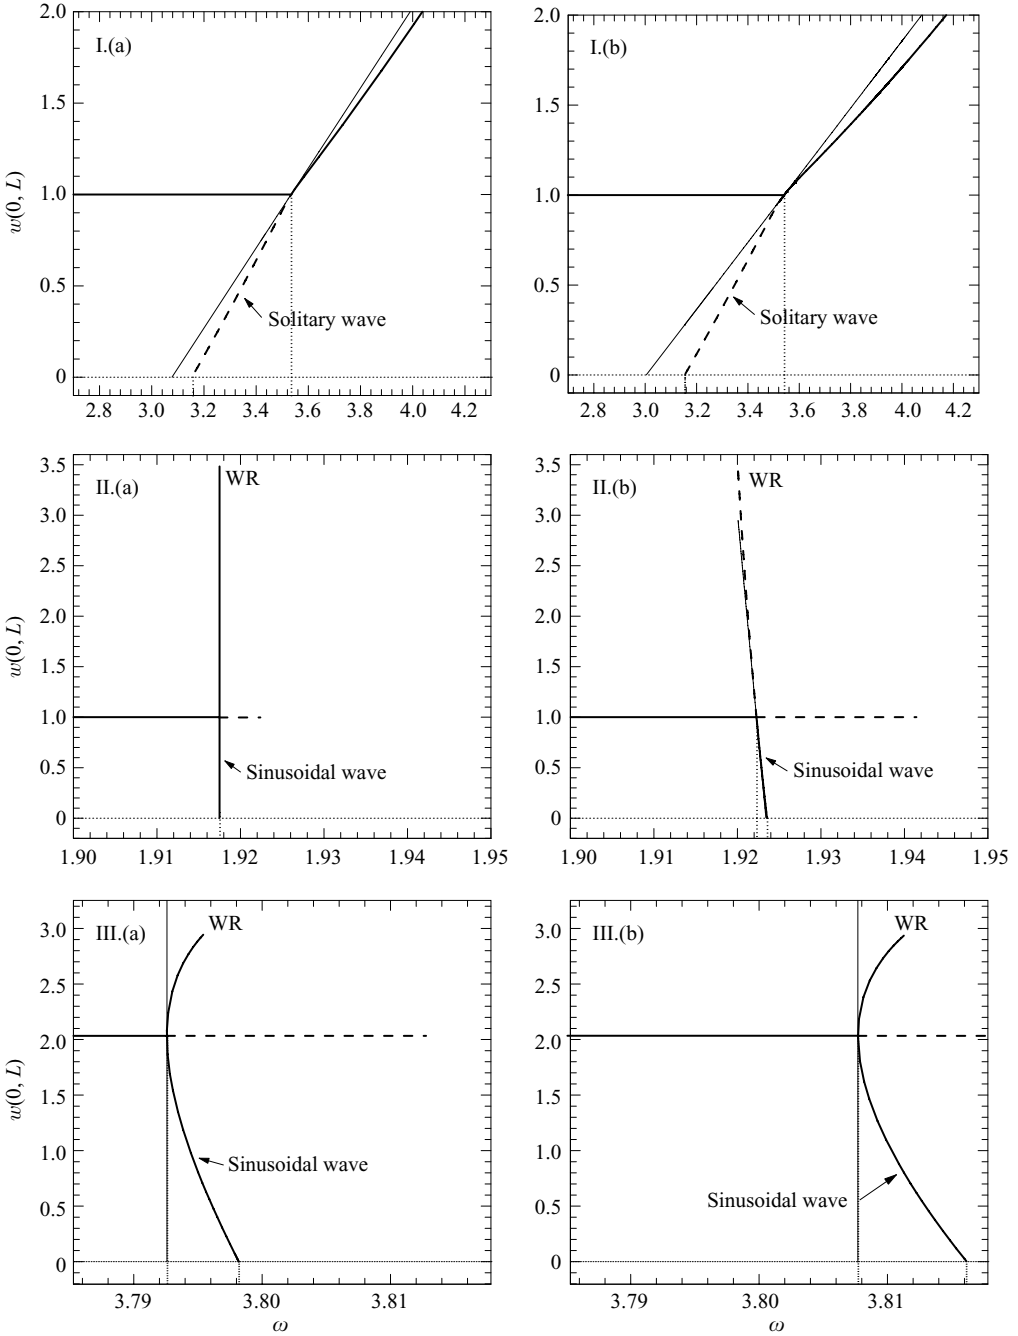 2.0
I.(a)
1.5
1.0
0.5
0
w(0, L)
Solitary wave
2.8 3.0 3.2 3.4 3.6 3.8 4.0 4.2
2.0
I.(b)
1.5
1.0
0.5
0
Solitary wave
2.8 3.0 3.2 3.4 3.6 3.8 4.0 4.2
3.5
WR
II.(a)
3.0
2.5
2.0
1.5
1.0
0.5
0
w(0, L)
Sinusoidal wave
1.90 1.91 1.92 1.93 1.94 1.95
3.5
WR
II.(b)
3.0
2.5
2.0
1.5
1.0
0.5
0
Sinusoidal wave
1.90 1.91 1.92 1.93 1.94 1.95
3.0
III.(a)
WR
2.5
2.0
1.5
1.0
0.5
0
w(0, L)
Sinusoidal wave
3.79 3.80 3.81
ω
3.0
III.(b)
WR
2.5
2.0
1.5
1.0
0.5
0
Sinusoidal wave
3.79 3.80 3.81
ω